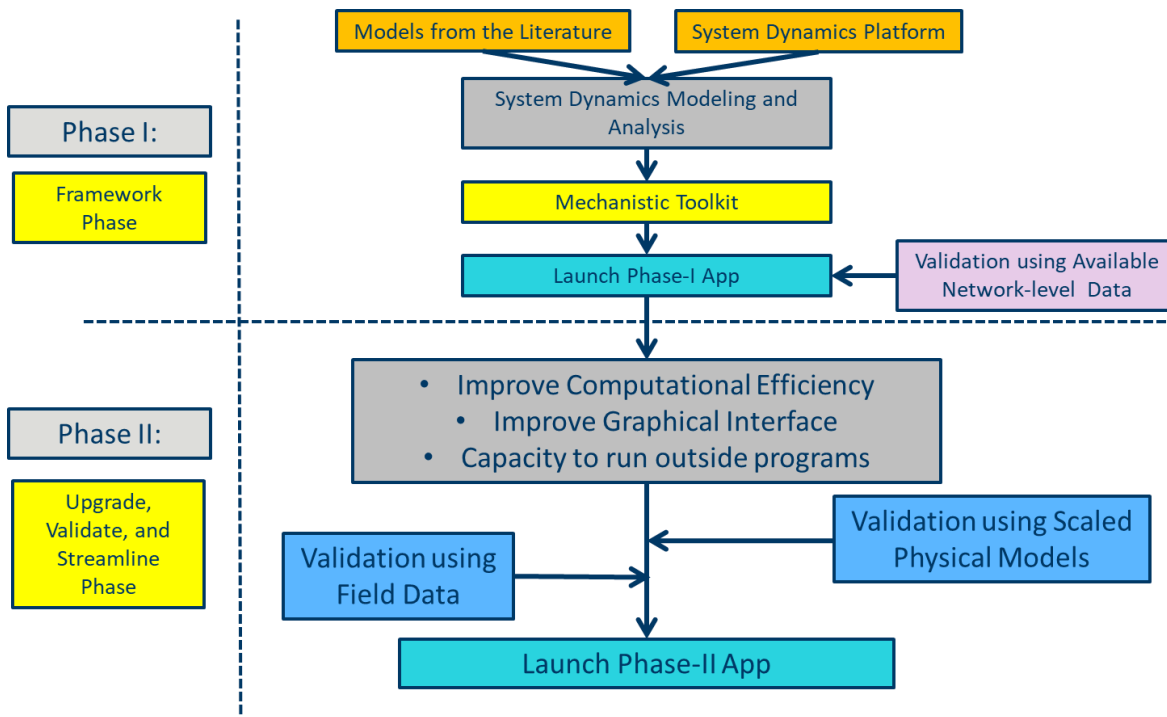 Models from the Literature
System Dynamics Platform
System Dynamics Modeling and
Analysis
Phase I:
Framework
Phase
Mechanistic Toolkit
Launch Phase-I App
Validation using Available
Network-level Data
• Improve Computational Efficiency
• Improve Graphical Interface
• Capacity to run outside programs
Phase II:
Upgrade,
Validate, and
Streamline
Phase
Validation using Scaled
Physical Models
Validation using
Field Data
Launch Phase-II App